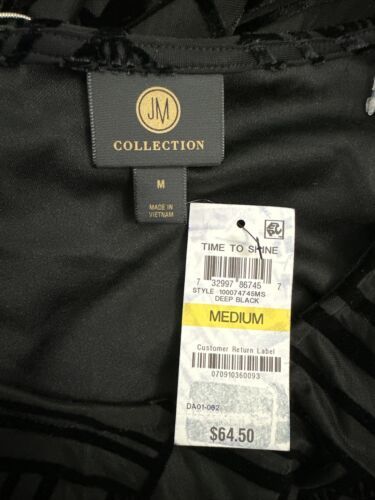 JM
COLLECTION
M
MADE IN
VIETNAM
TIME TO SHINE
7 32997 86745 7
STYLE 100074745MS
DEEP BLACK
MEDIUM
Customer Return Label
070910360093
DA01-062
$64.50